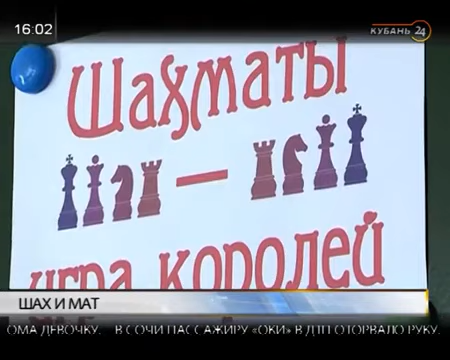 16:02
КУБАНЬ 24
Шахматы
—
игра королей
ШАХ И МАТ
ОМА ДЕВОЧКУ. В СОЧИ ПАССАЖИРУ «ОКИ» В ДТП ОТОРВАЛО РУКУ.